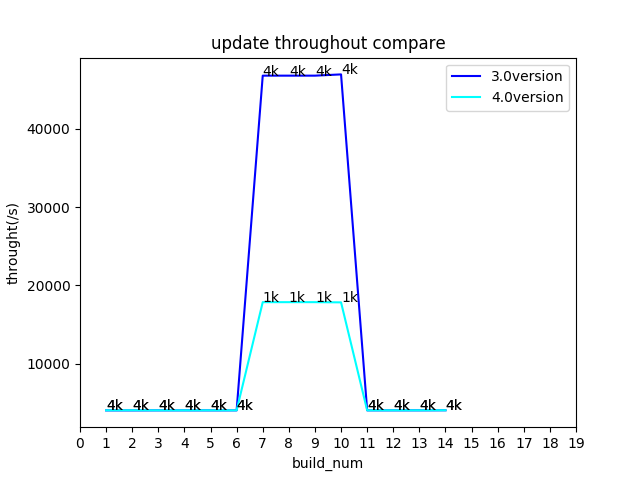 update throughout compare
3.0version
4.0version
throught(/s)
40000
30000
20000
10000
4k 4k 4k 4k
1k 1k 1k 1k
4k 4k 4k 4k 4k 4k 4k 4k 4k 4k
0 1 2 3 4 5 6 7 8 9 10 11 12 13 14 15 16 17 18 19
build_num